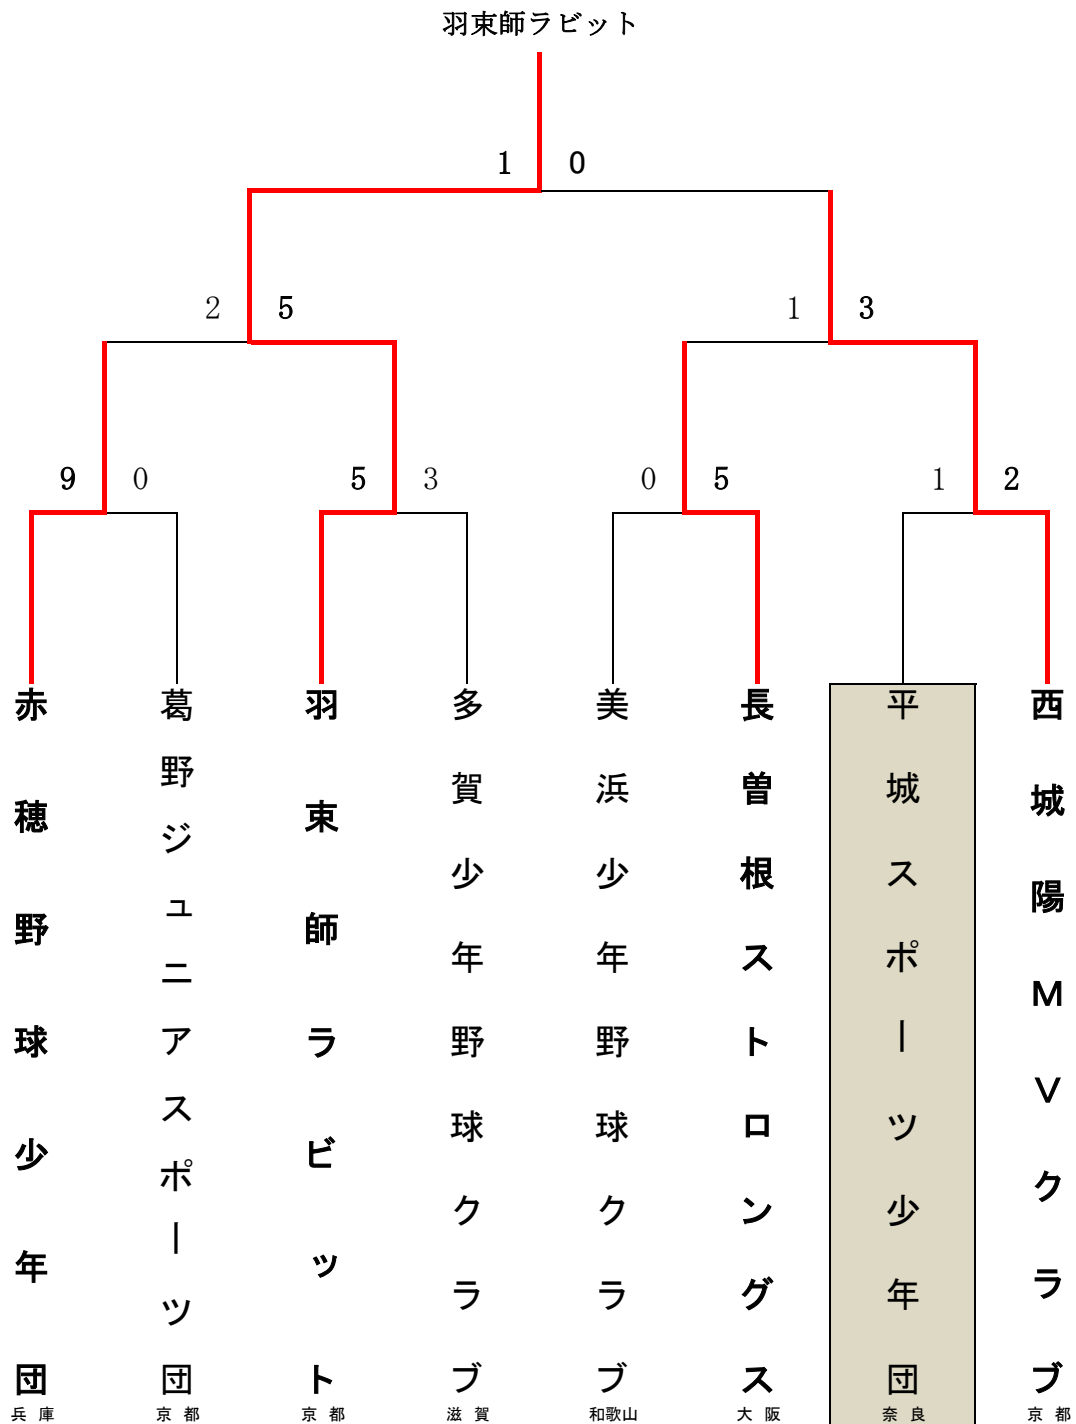 羽束師ラビット
1 0
2 5 1 3
9 0 5 3 0 5 1 2
赤穂野球少年団
葛野ジュニアスポーツ団
羽束師ラビット
多賀少年野球クラブ
美浜少年野球クラブ
長曽根ストロングス
平城スポーツ少年団
西城陽MVクラブ
兵庫 京都 京都 滋賀 和歌山 大阪 奈良 京都